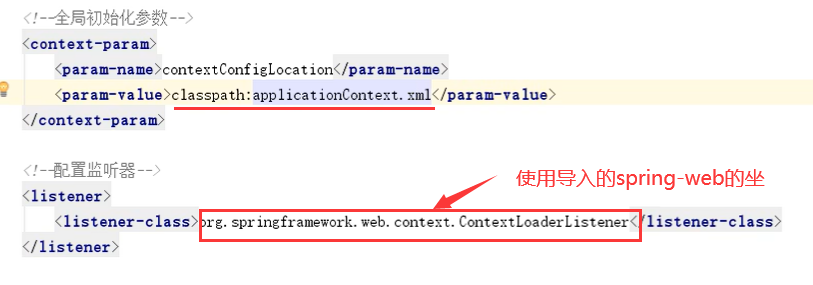 <!--全局初始化参数-->
<context-param>
<param-name>contextConfigLocation</param-name>
<param-value>classpath:applicationContext.xml</param-value>
</context-param>
<!--配置监听器-->
使用导入的spring-web的坐
<listener>
<listener-class>org.springframework.web.context.ContextLoaderListener</listener-class>
</listener>